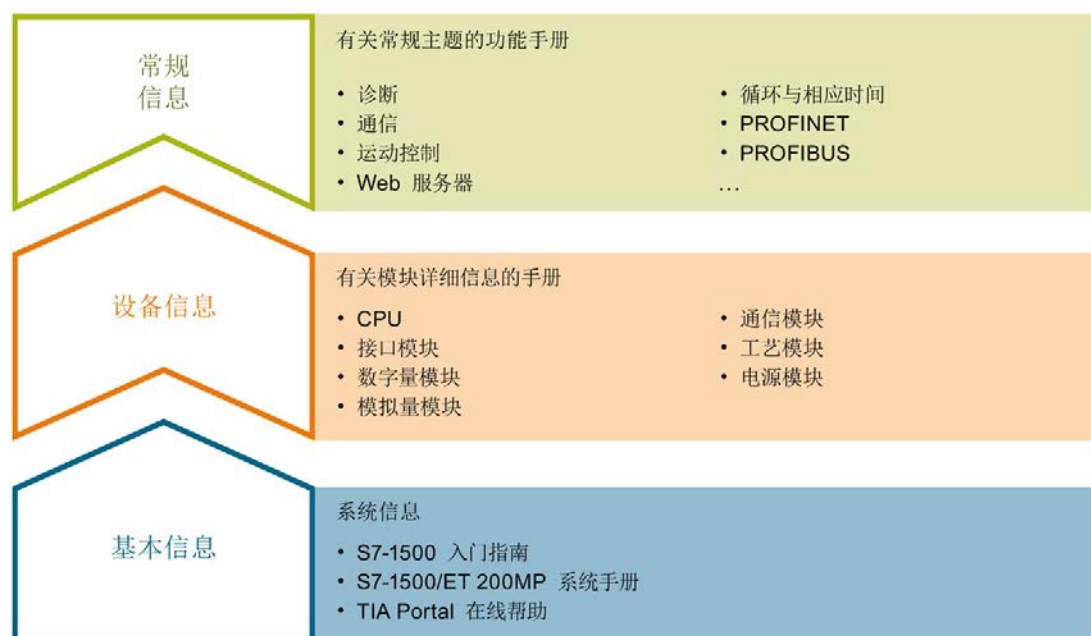 常规
信息
有关常规主题的功能手册
• 诊断
• 通信
• 运动控制
• Web 服务器
• 循环与相应时间
• PROFINET
• PROFIBUS
...
设备信息
有关模块详细信息的手册
• CPU
• 接口模块
• 数字量模块
• 模拟量模块
• 通信模块
• 工艺模块
• 电源模块
基本信息
系统信息
• S7-1500 入门指南
• S7-1500/ET 200MP 系统手册
• TIA Portal 在线帮助